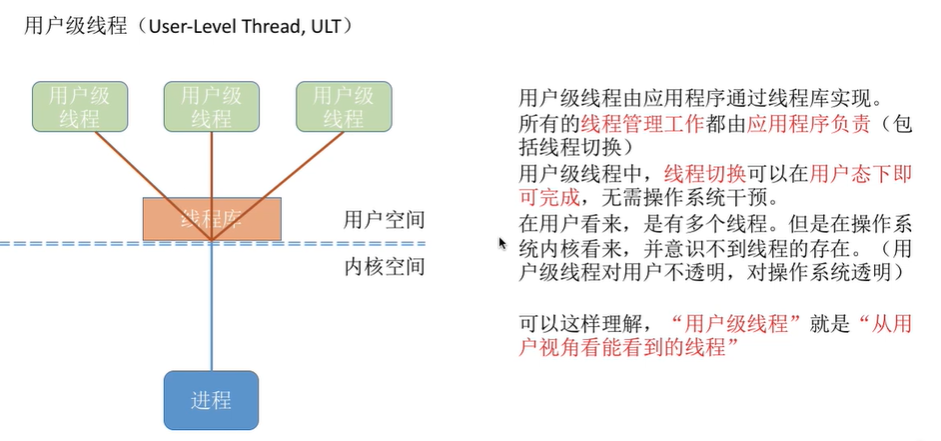 用户级线程（User-Level Thread, ULT）
用户级
线程
用户级
线程
用户级
线程
线程库
用户空间
内核空间
进程
用户级线程由应用程序通过线程库实现。
所有的线程管理工作都由应用程序负责（包
括线程切换）
用户级线程中，线程切换可以在用户态下即
可完成，无需操作系统干预。
在用户看来，是有多个线程。但是在操作系
统内核看来，并意识不到线程的存在。（用
户级线程对用户不透明，对操作系统透明）
可以这样理解，“用户级线程”就是“从用
户视角看能看到的线程”